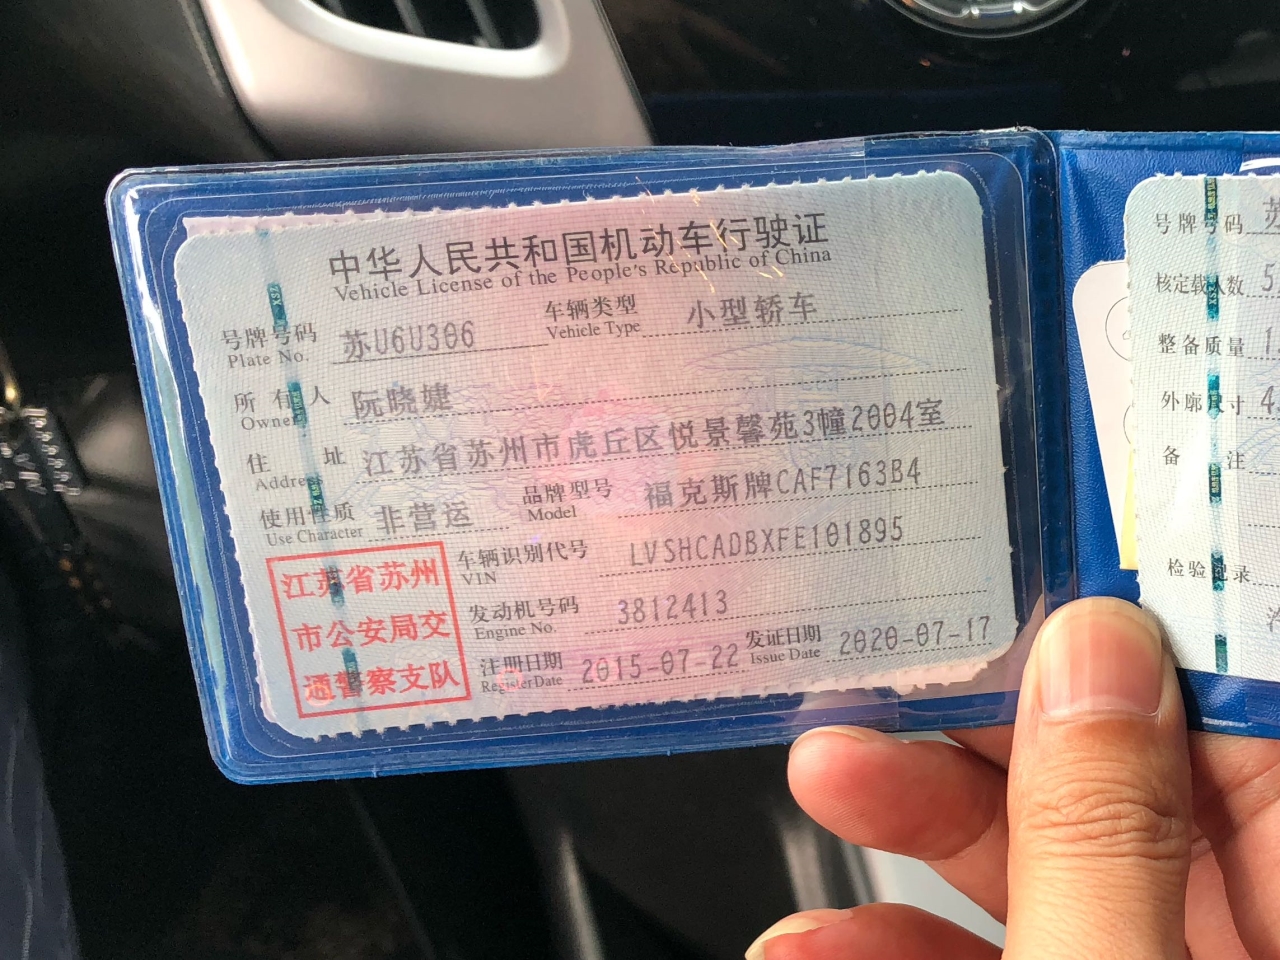 中华人民共和国机动车行驶证
Vehicle License of the People's Republic of China
号牌号码 苏U6U306 车辆类型 小型轿车
Plate No. Vehicle Type
所有人 阮晓婕
Owner
住址 江苏省苏州市虎丘区悦景馨苑3幢2004室
Address
使用性质 非营运 品牌型号 福克斯牌CAF7163B4
Use Character Model
车辆识别代号 LVSHCADBXFE101895
VIN
发动机号码 3812413
Engine No.
注册日期 2015-07-22 发证日期 2020-07-17
Register Date Issue Date
江苏省苏州
市公安局交
通警察支队
号牌号码 苏
核定载人数 5
整备质量 1
外廓尺寸 4
备注
检验记录